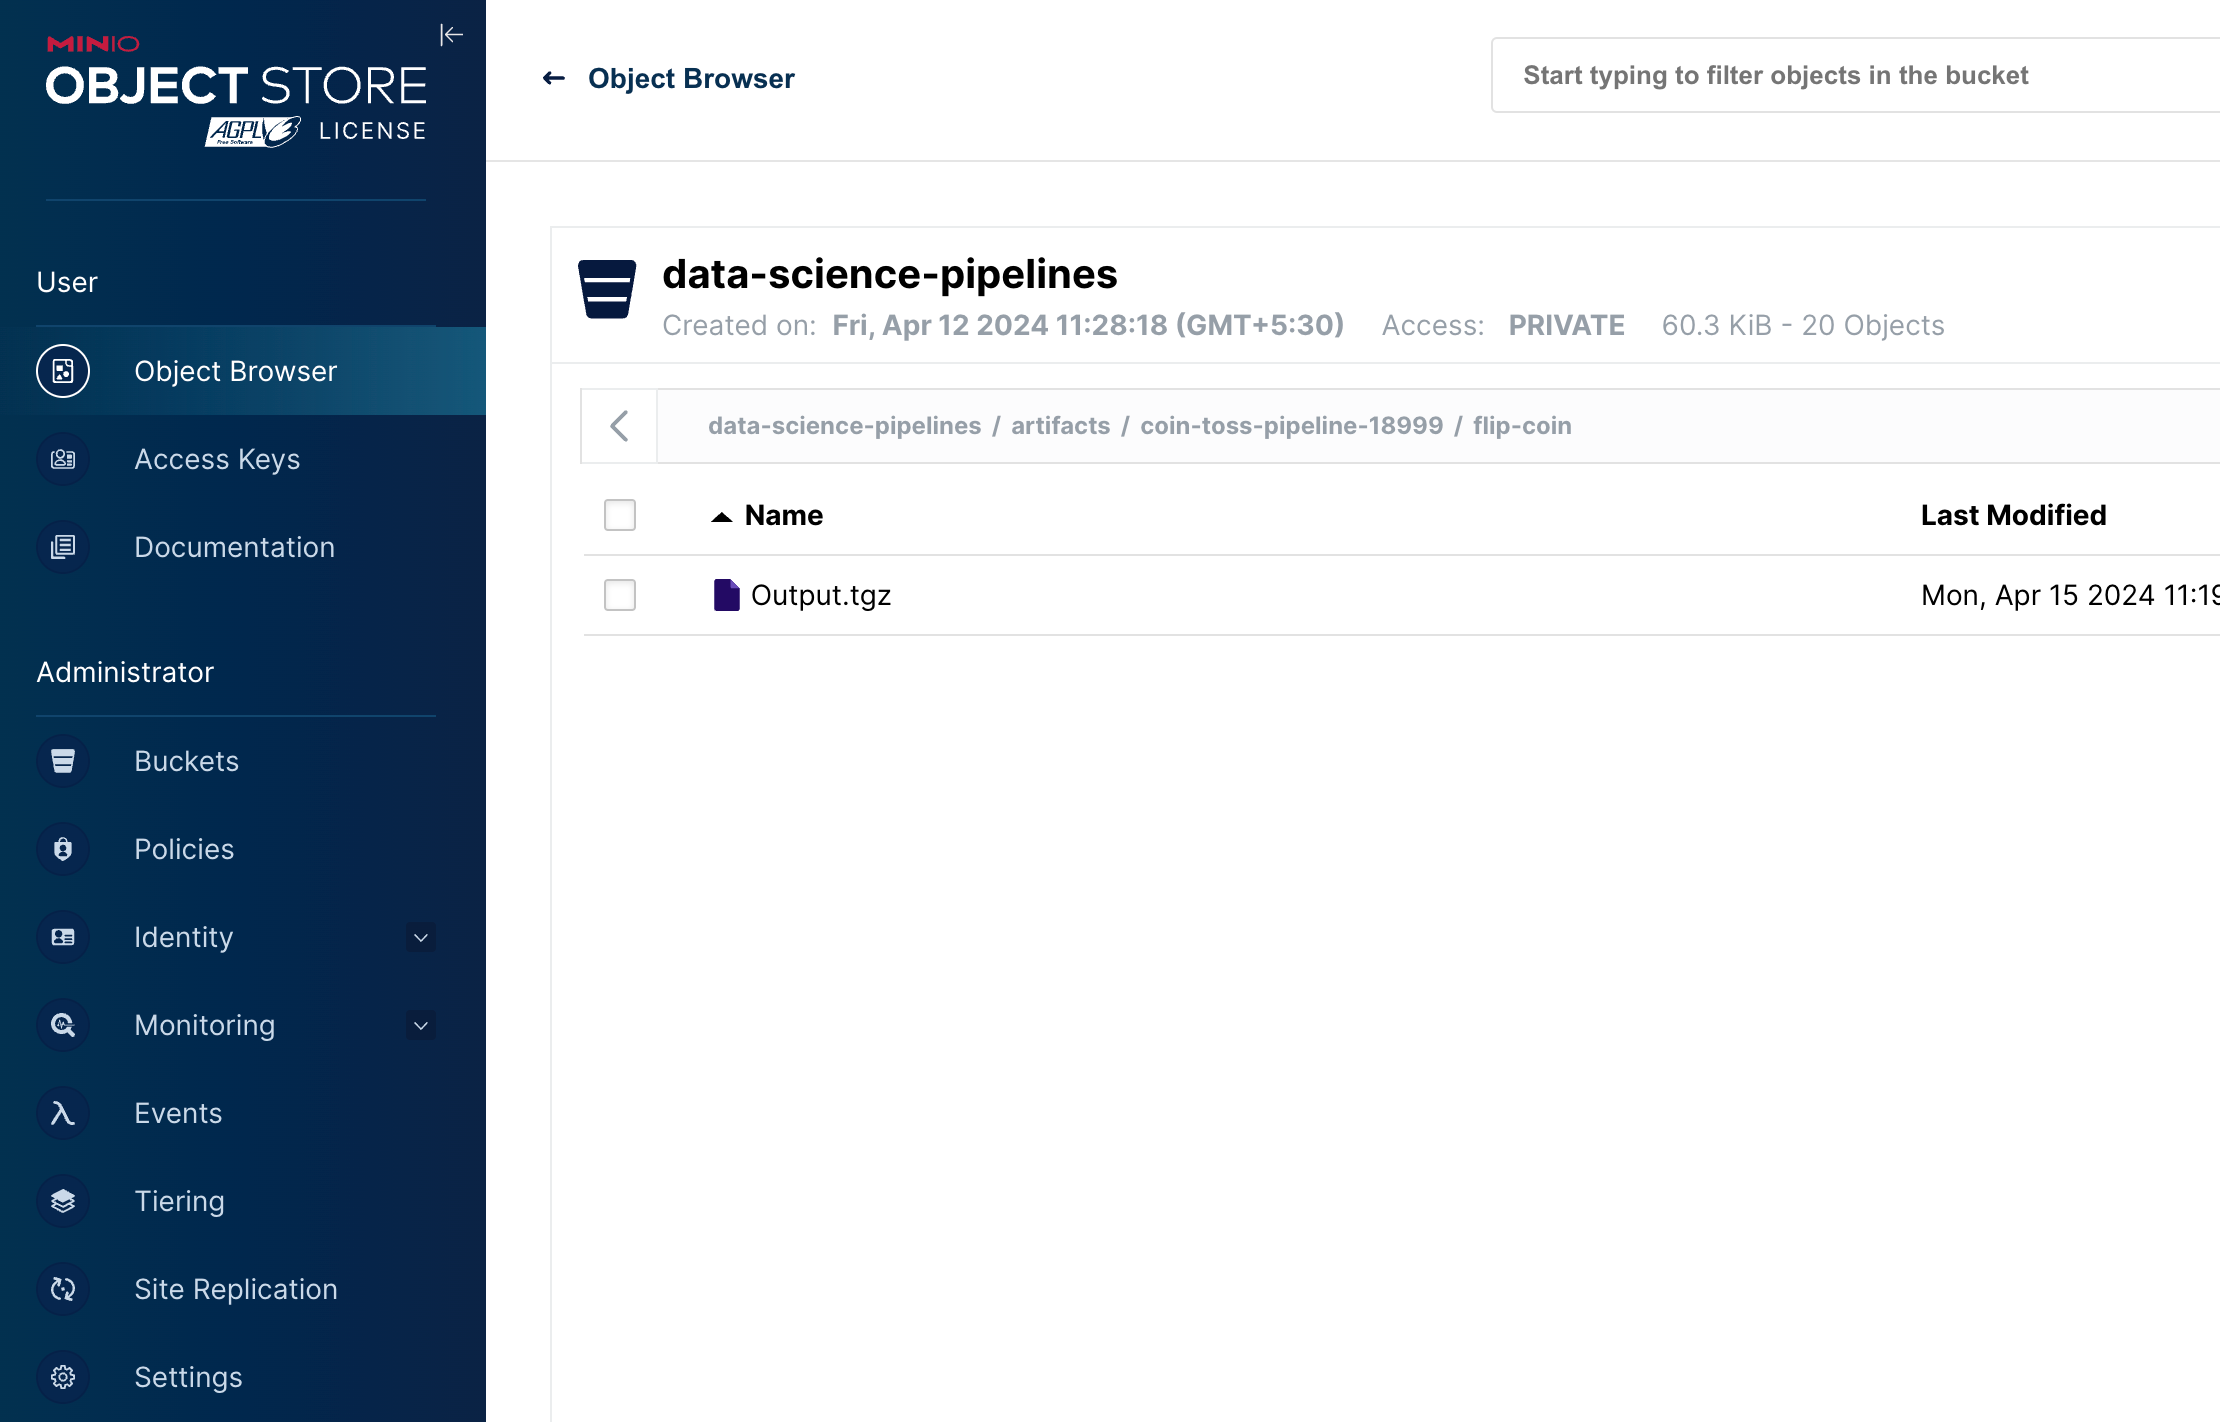 MINIO
OBJECT STORE
AGPLv3 LICENSE
Free Software
User
Object Browser
Access Keys
Documentation
Administrator
Buckets
Policies
Identity
Monitoring
Events
Tiering
Site Replication
Settings
Object Browser
Start typing to filter objects in the bucket
data-science-pipelines
Created on: Fri, Apr 12 2024 11:28:18 (GMT+5:30) Access: PRIVATE 60.3 KiB - 20 Objects
data-science-pipelines / artifacts / coin-toss-pipeline-18999 / flip-coin
Name Last Modified
Output.tgz Mon, Apr 15 2024 11:19